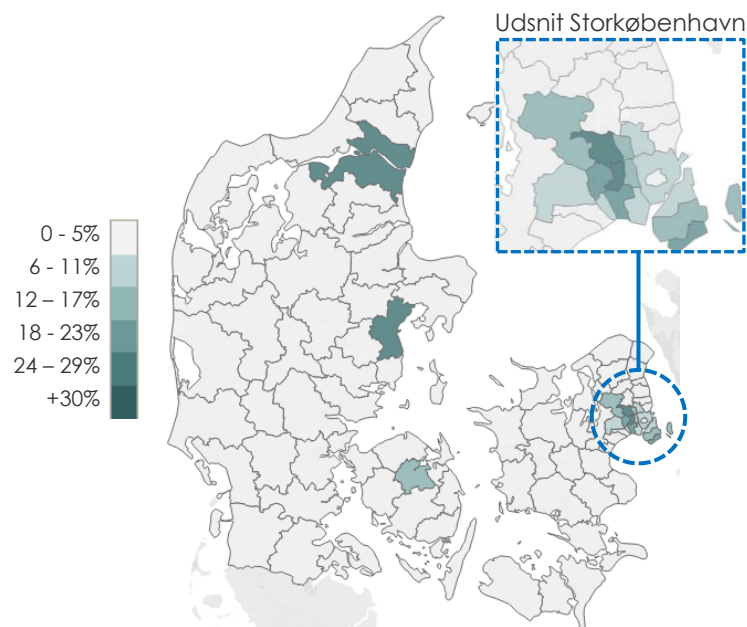 Udsnit Storkøbenhavn
0 - 5%
6 - 11%
12 – 17%
18 - 23%
24 – 29%
+30%